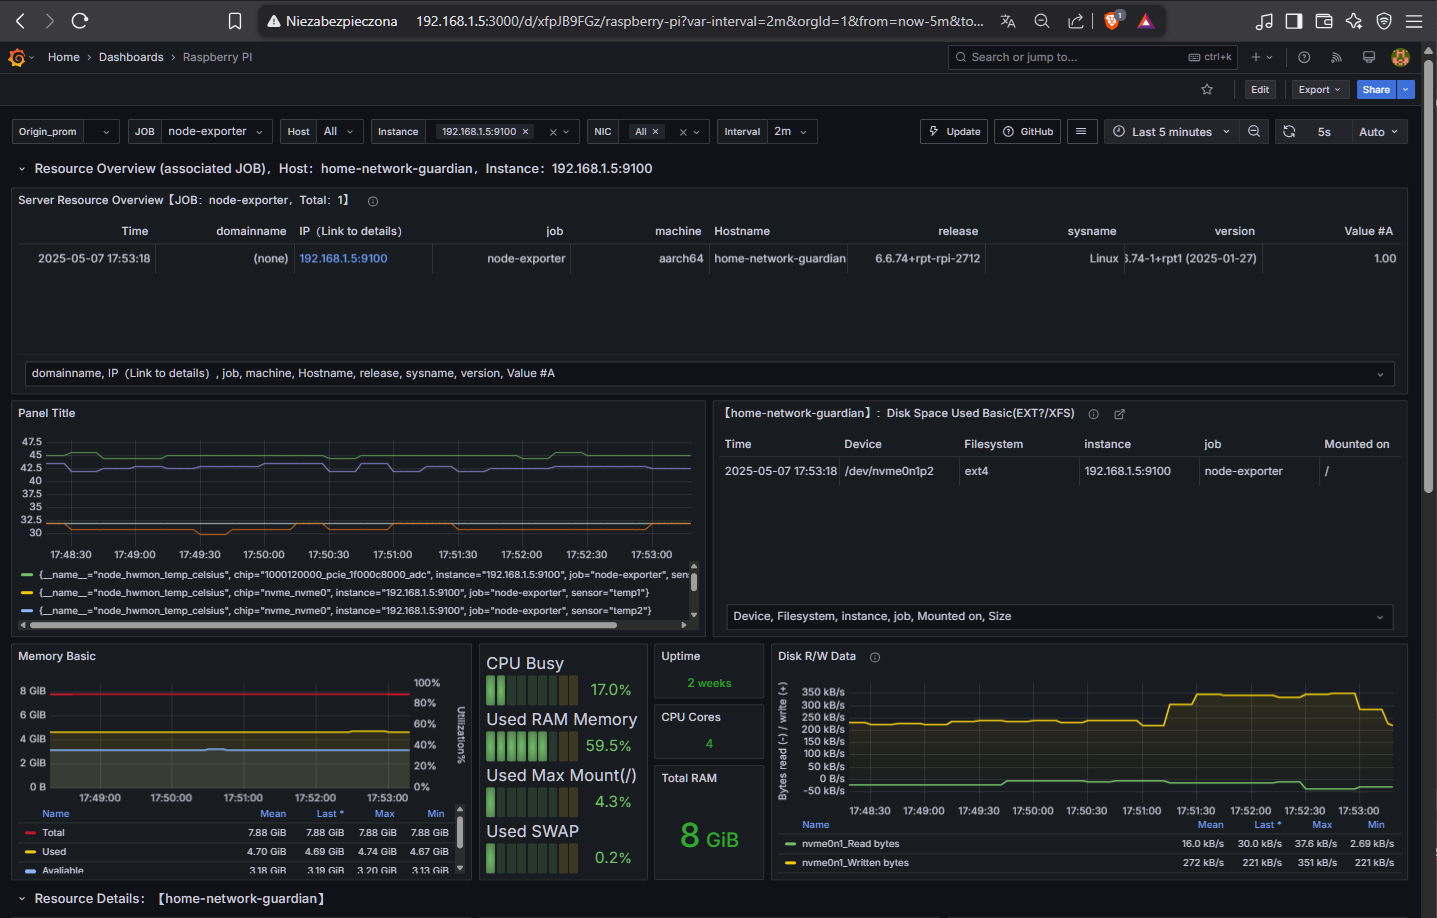 Niezabezpieczona 192.168.1.5:3000/d/xfpJB9FGz/raspberry-pi?var-interval=2m&orgId=1&from=now-5m&to... 1
Home › Dashboards › Raspberry PI Search or jump to... ctrl+k
Edit Export Share
Origin_prom JOB node-exporter Host All Instance 192.168.1.5:9100 × NIC All × Interval 2m Update GitHub Last 5 minutes 5s Auto
Resource Overview (associated JOB)，Host：home-network-guardian，Instance：192.168.1.5:9100
Server Resource Overview【JOB：node-exporter，Total：1】
Time domainname IP（Link to details） job machine Hostname release sysname version Value #A
2025-05-07 17:53:18 (none) 192.168.1.5:9100 node-exporter aarch64 home-network-guardian 6.6.74+rpt-rpi-2712 Linux 6.74-1+rpt1 (2025-01-27) 1.00
domainname, IP（Link to details）, job, machine, Hostname, release, sysname, version, Value #A
Panel Title
47.5
45
42.5
40
37.5
35
32.5
30
17:48:30 17:49:00 17:49:30 17:50:00 17:50:30 17:51:00 17:51:30 17:52:00 17:52:30 17:53:00
{__name__="node_hwmon_temp_celsius", chip="1000120000_pcie_1f000c8000_adc", instance="192.168.1.5:9100", job="node-exporter", sen
{__name__="node_hwmon_temp_celsius", chip="nvme_nvme0", instance="192.168.1.5:9100", job="node-exporter", sensor="temp1"}
{__name__="node_hwmon_temp_celsius", chip="nvme_nvme0", instance="192.168.1.5:9100", job="node-exporter", sensor="temp2"}
【home-network-guardian】：Disk Space Used Basic(EXT?/XFS)
Time Device Filesystem instance job Mounted on
2025-05-07 17:53:18 /dev/nvme0n1p2 ext4 192.168.1.5:9100 node-exporter /
Device, Filesystem, instance, job, Mounted on, Size
Memory Basic
8 GiB
6 GiB
4 GiB
2 GiB
0 B
100%
80%
60%
40%
20%
0%
Utilization%
17:49:00 17:50:00 17:51:00 17:52:00 17:53:00
Name Mean Last * Max Min
Total 7.88 GiB 7.88 GiB 7.88 GiB 7.88 GiB
Used 4.70 GiB 4.69 GiB 4.74 GiB 4.67 GiB
Avaliable 3.18 GiB 3.19 GiB 3.20 GiB 3.13 GiB
CPU Busy
17.0%
Used RAM Memory
59.5%
Used Max Mount(/)
4.3%
Used SWAP
0.2%
Uptime
2 weeks
CPU Cores
4
Total RAM
8 GiB
Disk R/W Data
Bytes read (-) / write (+)
350 kB/s
300 kB/s
250 kB/s
200 kB/s
150 kB/s
100 kB/s
50 kB/s
0 B/s
-50 kB/s
17:48:30 17:49:00 17:49:30 17:50:00 17:50:30 17:51:00 17:51:30 17:52:00 17:52:30 17:53:00
Name Mean Last * Max Min
nvme0n1_Read bytes 16.0 kB/s 30.0 kB/s 37.6 kB/s 2.69 kB/s
nvme0n1_Written bytes 272 kB/s 221 kB/s 351 kB/s 221 kB/s
Resource Details：【home-network-guardian】